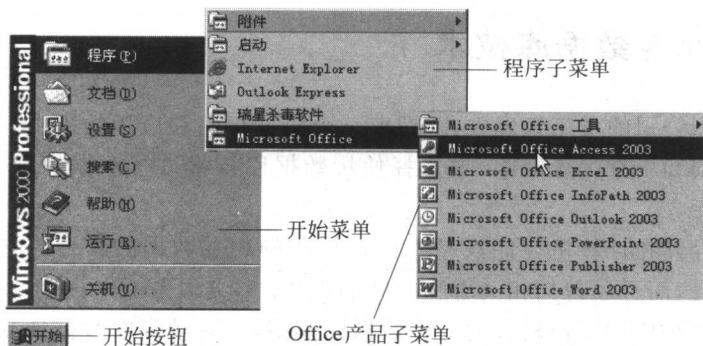 Windows 2000 Professional
程序(P)
文档(D)
设置(S)
搜索(C)
帮助(H)
运行(R)...
关机(U)...
开始
附件
启动
Internet Explorer
Outlook Express
瑞星杀毒软件
Microsoft Office
Microsoft Office 工具
Microsoft Office Access 2003
Microsoft Office Excel 2003
Microsoft Office InfoPath 2003
Microsoft Office Outlook 2003
Microsoft Office PowerPoint 2003
Microsoft Office Publisher 2003
Microsoft Office Word 2003
程序子菜单
开始菜单
开始按钮
Office产品子菜单